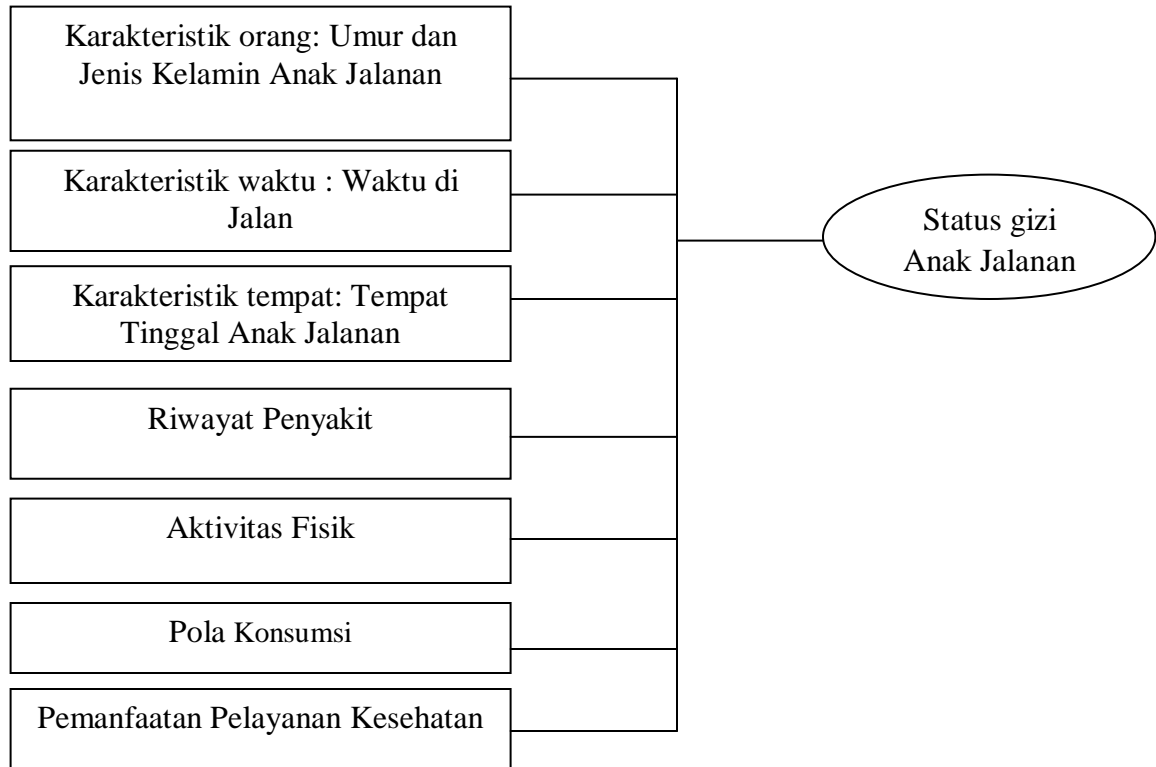 Karakteristik orang: Umur dan
Jenis Kelamin Anak Jalanan
Karakteristik waktu : Waktu di
Jalan
Karakteristik tempat: Tempat
Tinggal Anak Jalanan
Riwayat Penyakit
Aktivitas Fisik
Pola Konsumsi
Pemanfaatan Pelayanan Kesehatan
Status gizi
Anak Jalanan